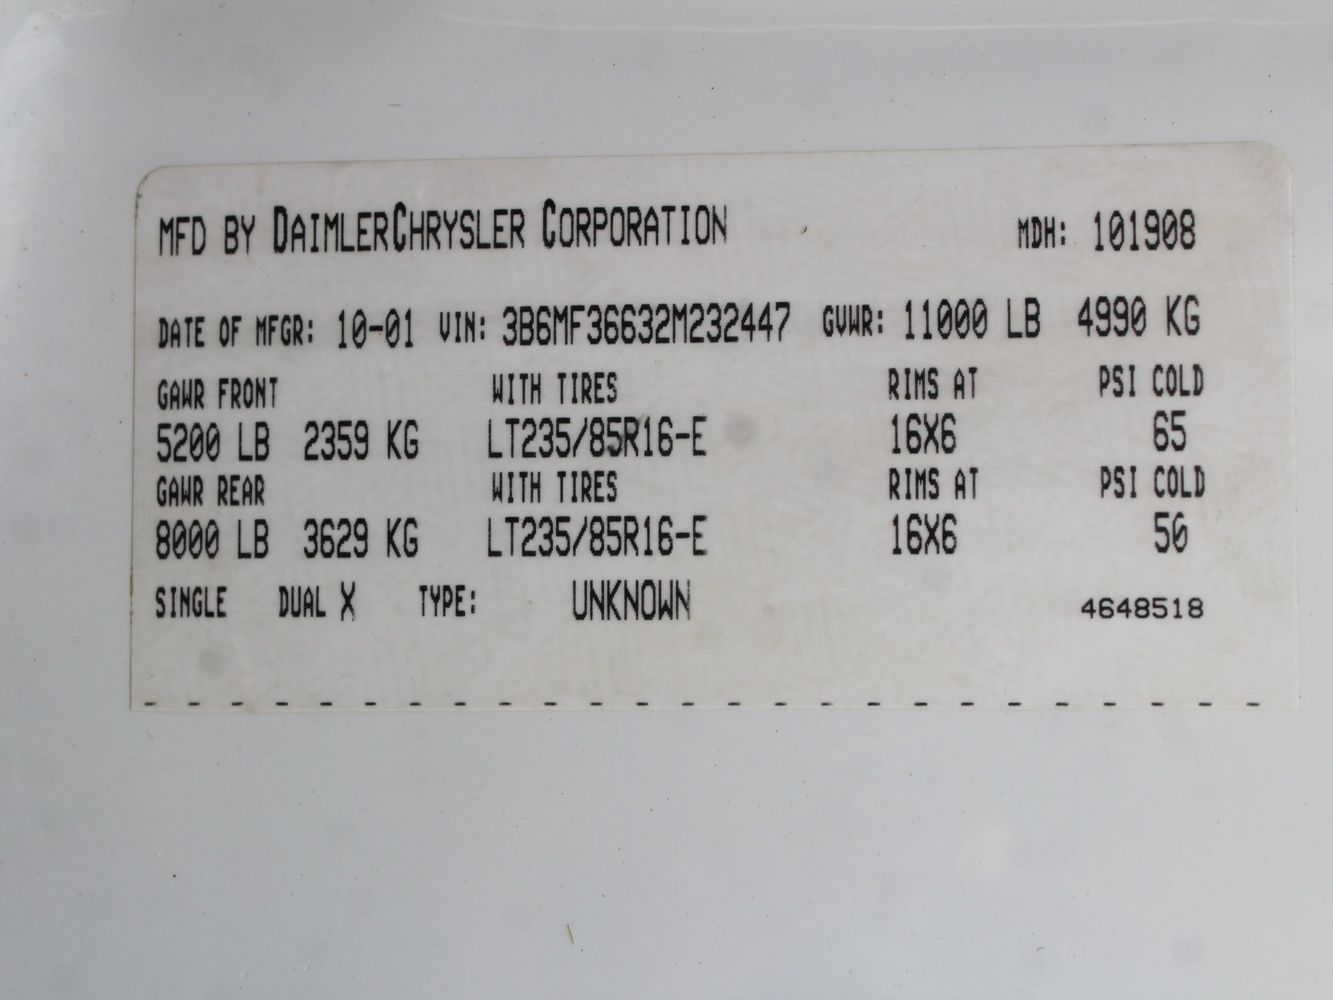 MFD BY DAIMLERCHRYSLER CORPORATION MDH: 101908
DATE OF MFGR: 10-01 VIN: 3B6MF36632M232447 GVWR: 11000 LB 4990 KG
GAWR FRONT WITH TIRES RIMS AT PSI COLD
5200 LB 2359 KG LT235/85R16-E 16X6 65
GAWR REAR WITH TIRES RIMS AT PSI COLD
8000 LB 3629 KG LT235/85R16-E 16X6 50
SINGLE DUAL X TYPE: UNKNOWN 4648518